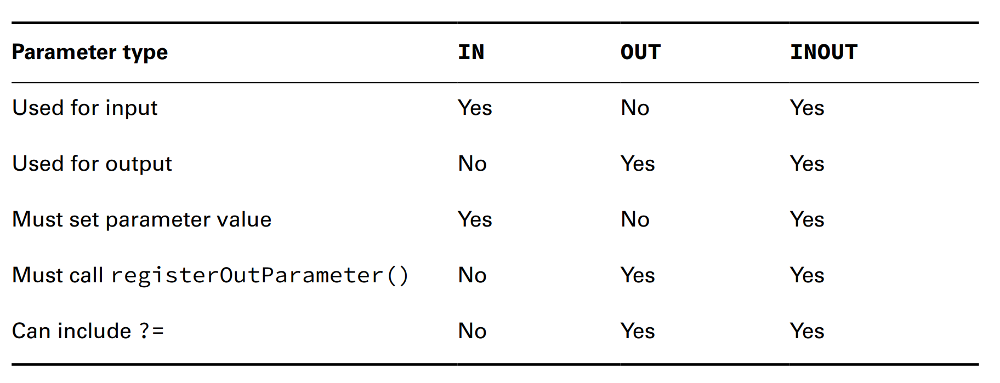 Parameter type IN OUT INOUT
Used for input Yes No Yes
Used for output No Yes Yes
Must set parameter value Yes No Yes
Must call registerOutParameter() No Yes Yes
Can include ?= No Yes Yes